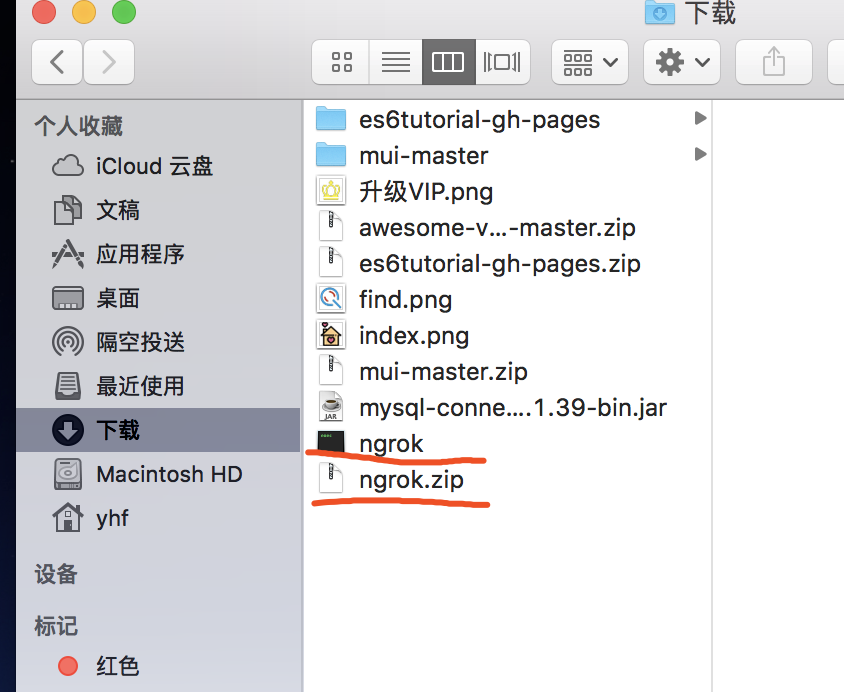 下载
个人收藏
iCloud 云盘
文稿
应用程序
桌面
隔空投送
最近使用
下载
Macintosh HD
yhf
设备
标记
红色
es6tutorial-gh-pages
mui-master
升级VIP.png
awesome-v...-master.zip
es6tutorial-gh-pages.zip
find.png
index.png
mui-master.zip
mysql-conne....1.39-bin.jar
JAR
ngrok
ngrok.zip